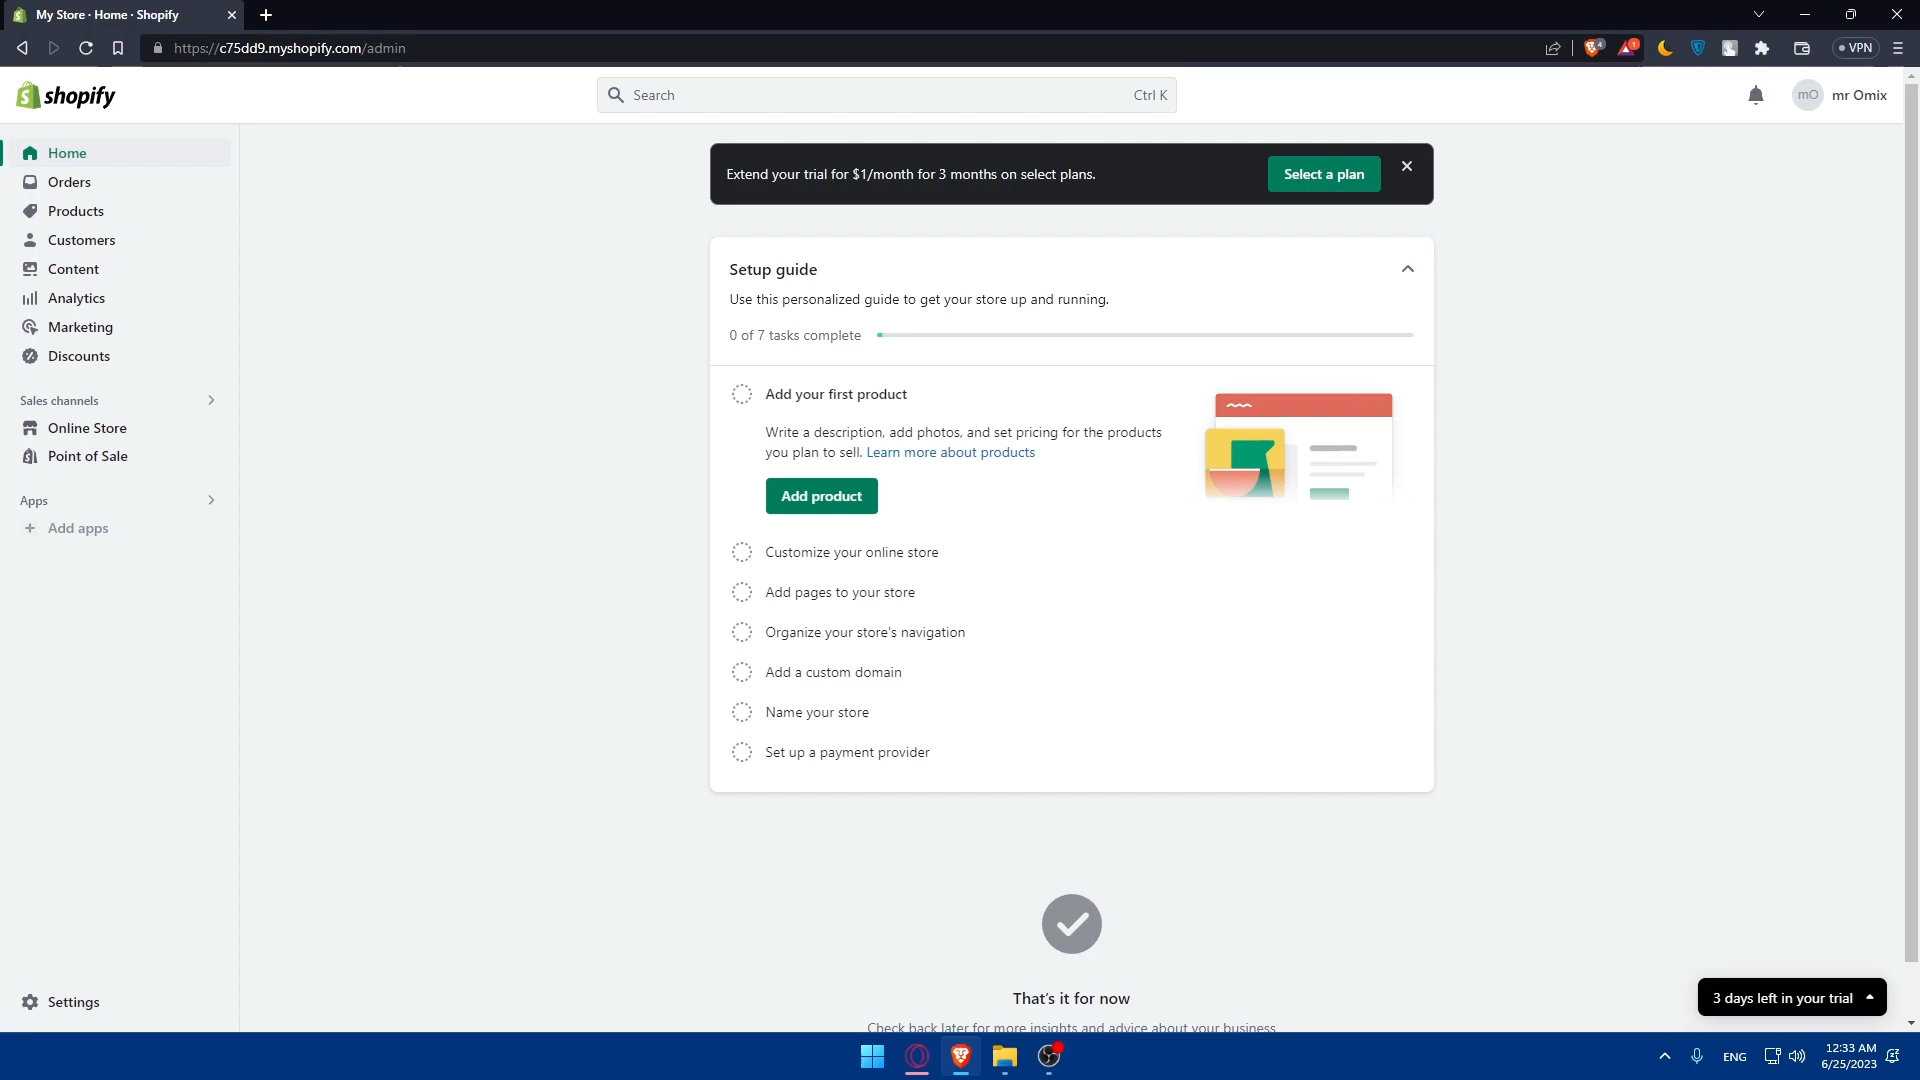 My Store · Home · Shopify
https://c75dd9.myshopify.com/admin
4
1
VPN
shopify
Search
Ctrl K
mO
mr Omix
Home
Orders
Products
Customers
Content
Analytics
Marketing
Discounts
Sales channels
Online Store
Point of Sale
Apps
Add apps
Settings
Extend your trial for $1/month for 3 months on select plans.
Select a plan
Setup guide
Use this personalized guide to get your store up and running.
0 of 7 tasks complete
Add your first product
Write a description, add photos, and set pricing for the products
you plan to sell. Learn more about products
Add product
Customize your online store
Add pages to your store
Organize your store's navigation
Add a custom domain
Name your store
Set up a payment provider
That's it for now
Check back later for more insights and advice about your business
3 days left in your trial
ENG
12:33 AM
6/25/2023